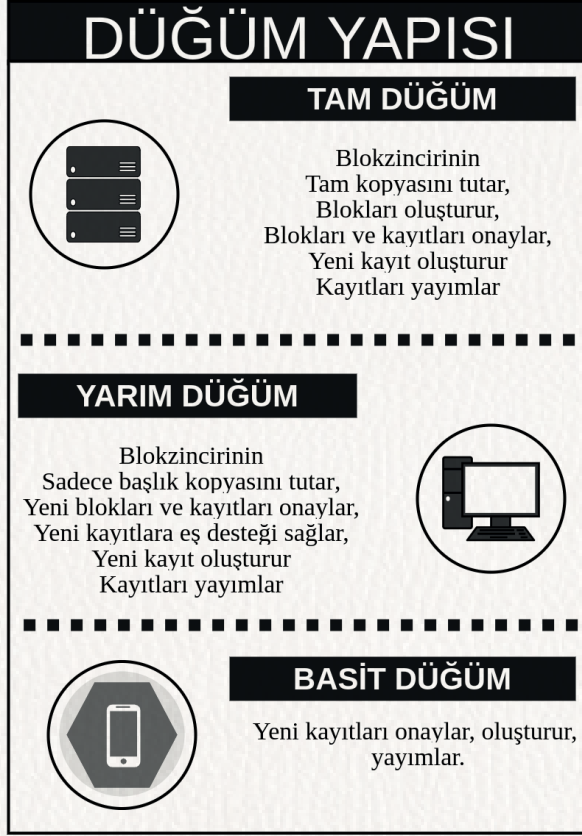 DÜĞÜM YAPISI
TAM DÜĞÜM
Blokzincirinin
Tam kopyasını tutar,
Blokları oluşturur,
Blokları ve kayıtları onaylar,
Yeni kayıt oluşturur
Kayıtları yayımlar
YARIM DÜĞÜM
Blokzincirinin
Sadece başlık kopyasını tutar,
Yeni blokları ve kayıtları onaylar,
Yeni kayıtlara eş desteği sağlar,
Yeni kayıt oluşturur
Kayıtları yayımlar
BASİT DÜĞÜM
Yeni kayıtları onaylar, oluşturur,
yayımlar.